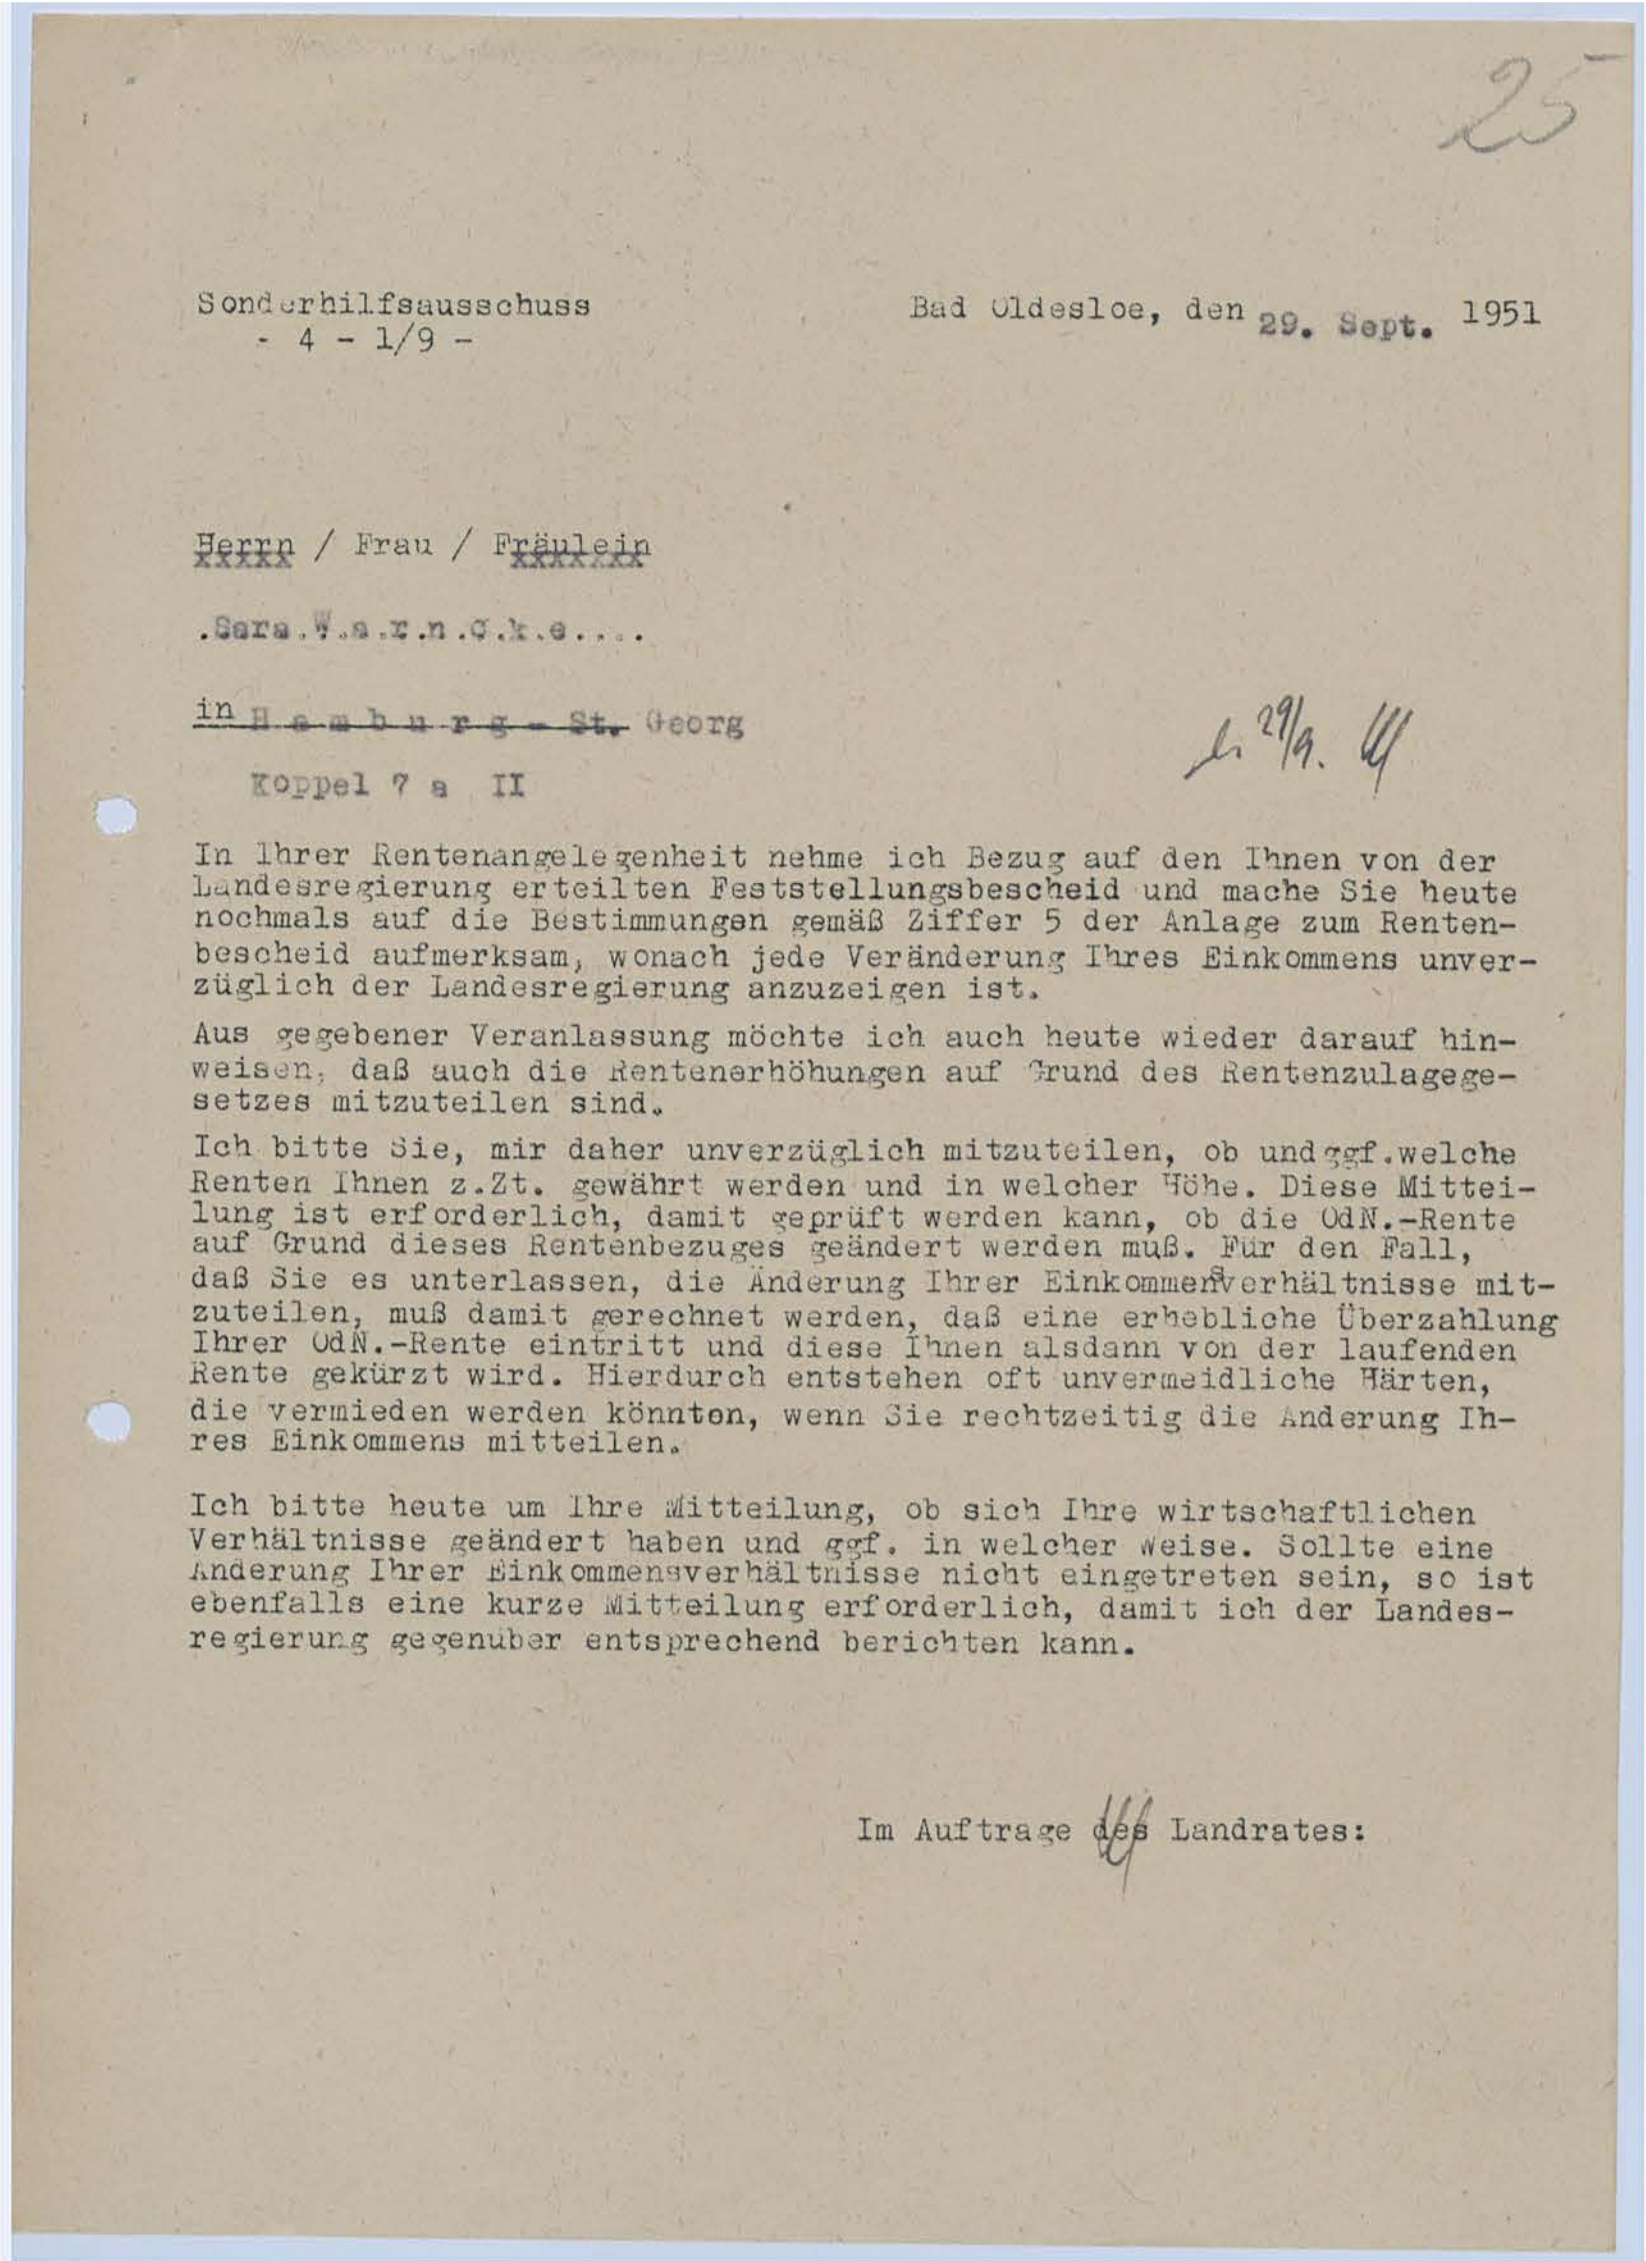 25
Sonderhilfsausschuss
- 4 - 1/9 -
Bad Oldesloe, den 29. Sept. 1951
Herrn / Frau / Fräulein
.Sara.W.a.r.n.c.k.e.....
in H a m b u r g - St. Georg
29/9.
Koppel 7 a II
In Ihrer Rentenangelegenheit nehme ich Bezug auf den Ihnen von der
Landesregierung erteilten Feststellungsbescheid und mache Sie heute
nochmals auf die Bestimmungen gemäß Ziffer 5 der Anlage zum Renten-
bescheid aufmerksam, wonach jede Veränderung Ihres Einkommens unver-
züglich der Landesregierung anzuzeigen ist.
Aus gegebener Veranlassung möchte ich auch heute wieder darauf hin-
weisen, daß auch die Rentenerhöhungen auf Grund des Rentenzulagege-
setzes mitzuteilen sind.
Ich bitte Sie, mir daher unverzüglich mitzuteilen, ob und ggf. welche
Renten Ihnen z.Zt. gewährt werden und in welcher Höhe. Diese Mittei-
lung ist erforderlich, damit geprüft werden kann, ob die OdN.-Rente
auf Grund dieses Rentenbezuges geändert werden muß. Für den Fall,
daß Sie es unterlassen, die Änderung Ihrer Einkommensverhältnisse mit-
zuteilen, muß damit gerechnet werden, daß eine erhebliche Überzahlung
Ihrer OdN.-Rente eintritt und diese Ihnen alsdann von der laufenden
Rente gekürzt wird. Hierdurch entstehen oft unvermeidliche Härten,
die vermieden werden könnten, wenn Sie rechtzeitig die Anderung Ih-
res Einkommens mitteilen.
Ich bitte heute um Ihre Mitteilung, ob sich Ihre wirtschaftlichen
Verhältnisse geändert haben und ggf. in welcher Weise. Sollte eine
Anderung Ihrer Einkommensverhältnisse nicht eingetreten sein, so ist
ebenfalls eine kurze Mitteilung erforderlich, damit ich der Landes-
regierung gegenuber entsprechend berichten kann.
Im Auftrage des Landrates: